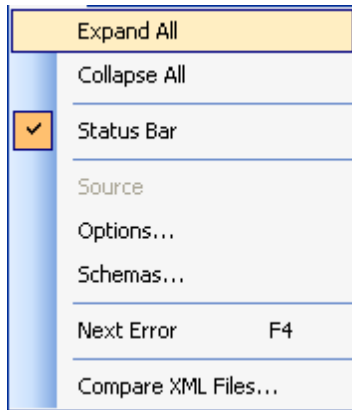 Expand All
Collapse All
Status Bar
Source
Options...
Schemas...
Next Error F4
Compare XML Files...